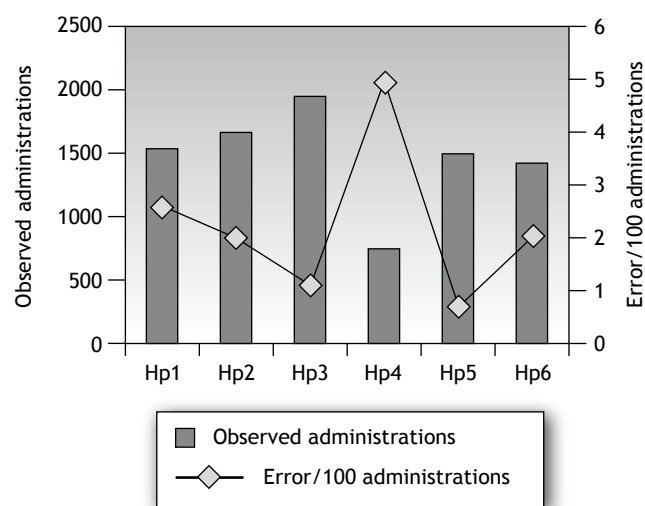 2500
2000
1500
1000
500
0
Observed administrations
6
5
4
3
2
1
0
Error/100 administrations
Hp1 Hp2 Hp3 Hp4 Hp5 Hp6
Observed administrations
Error/100 administrations